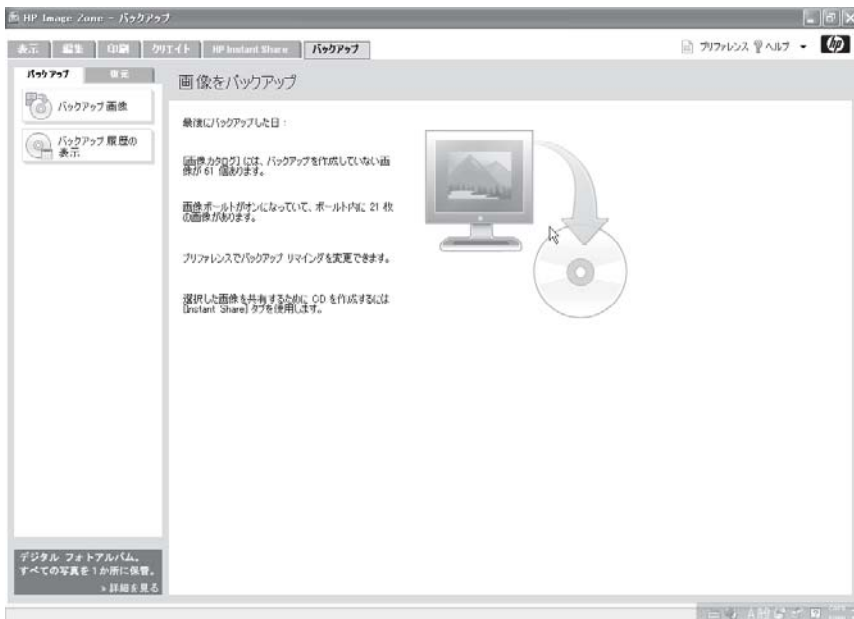 HP Image Zone - バックアップ
表示 編集 印刷 クリエイト HP Instant Share バックアップ
プリファレンス ヘルプ
hp
バックアップ 復元
画像をバックアップ
バックアップ画像
バックアップ履歴の
表示
最後にバックアップした日:
[画像カタログ] には、バックアップを作成していない画
像が 61 個あります。
画像ボールトがオンになっていて、ボールト内に 21 枚
の画像があります。
プリファレンスでバックアップ リマインダを変更できます。
選択した画像を共有するために CD を作成するには
[Instant Share] タブを使用します。
デジタル フォトアルバム。
すべての写真を1か所に保管。
» 詳細を見る